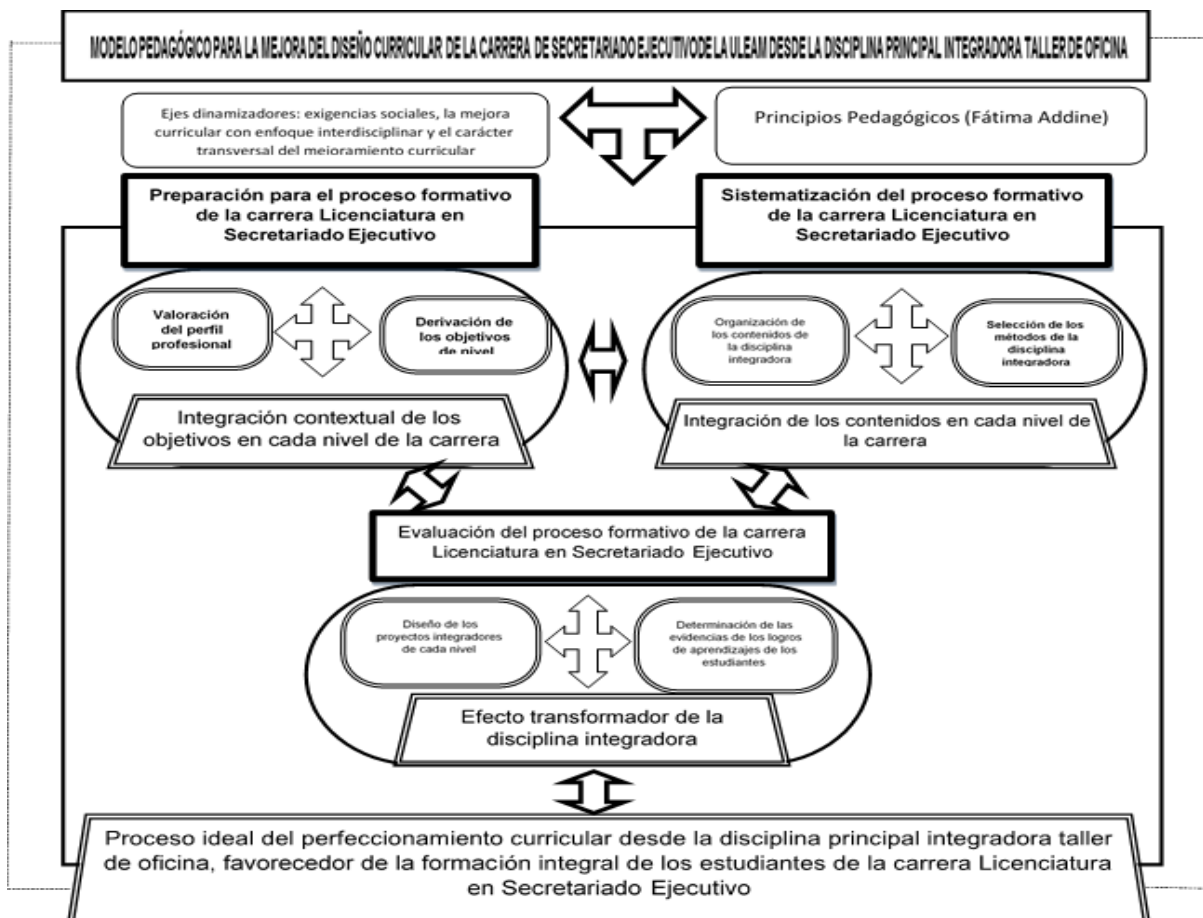 MODELO PEDAGÓGICO PARA LA MEJORA DEL DISEÑO CURRICULAR DE LA CARRERA DE SECRETARIADO EJECUTIVODE LA ULEAM DESDE LA DISCIPLINA PRINCIPAL INTEGRADORA TALLER DE OFICINA
Ejes dinamizadores: exigencias sociales, la mejora
curricular con enfoque interdisciplinar y el carácter
transversal del mejoramiento curricular
Principios Pedagógicos (Fátima Addine)
Preparación para el proceso formativo
de la carrera Licenciatura en
Secretariado Ejecutivo
Sistematización del proceso formativo
de la carrera Licenciatura en
Secretariado Ejecutivo
Valoración
del perfil
profesional
Derivación de
los objetivos
de nivel
Organización de
los contenidos de
la disciplina
integradora
Selección de los
métodos de la
disciplina
integradora
Integración contextual de los
objetivos en cada nivel de la carrera
Integración de los contenidos en cada nivel de
la carrera
Evaluación del proceso formativo de la carrera
Licenciatura en Secretariado Ejecutivo
Diseño de los
proyectos integradores
de cada nivel
Determinación de las
evidencias de los logros
de aprendizajes de los
estudiantes
Efecto transformador de la
disciplina integradora
Proceso ideal del perfeccionamiento curricular desde la disciplina principal integradora taller
de oficina, favorecedor de la formación integral de los estudiantes de la carrera Licenciatura
en Secretariado Ejecutivo